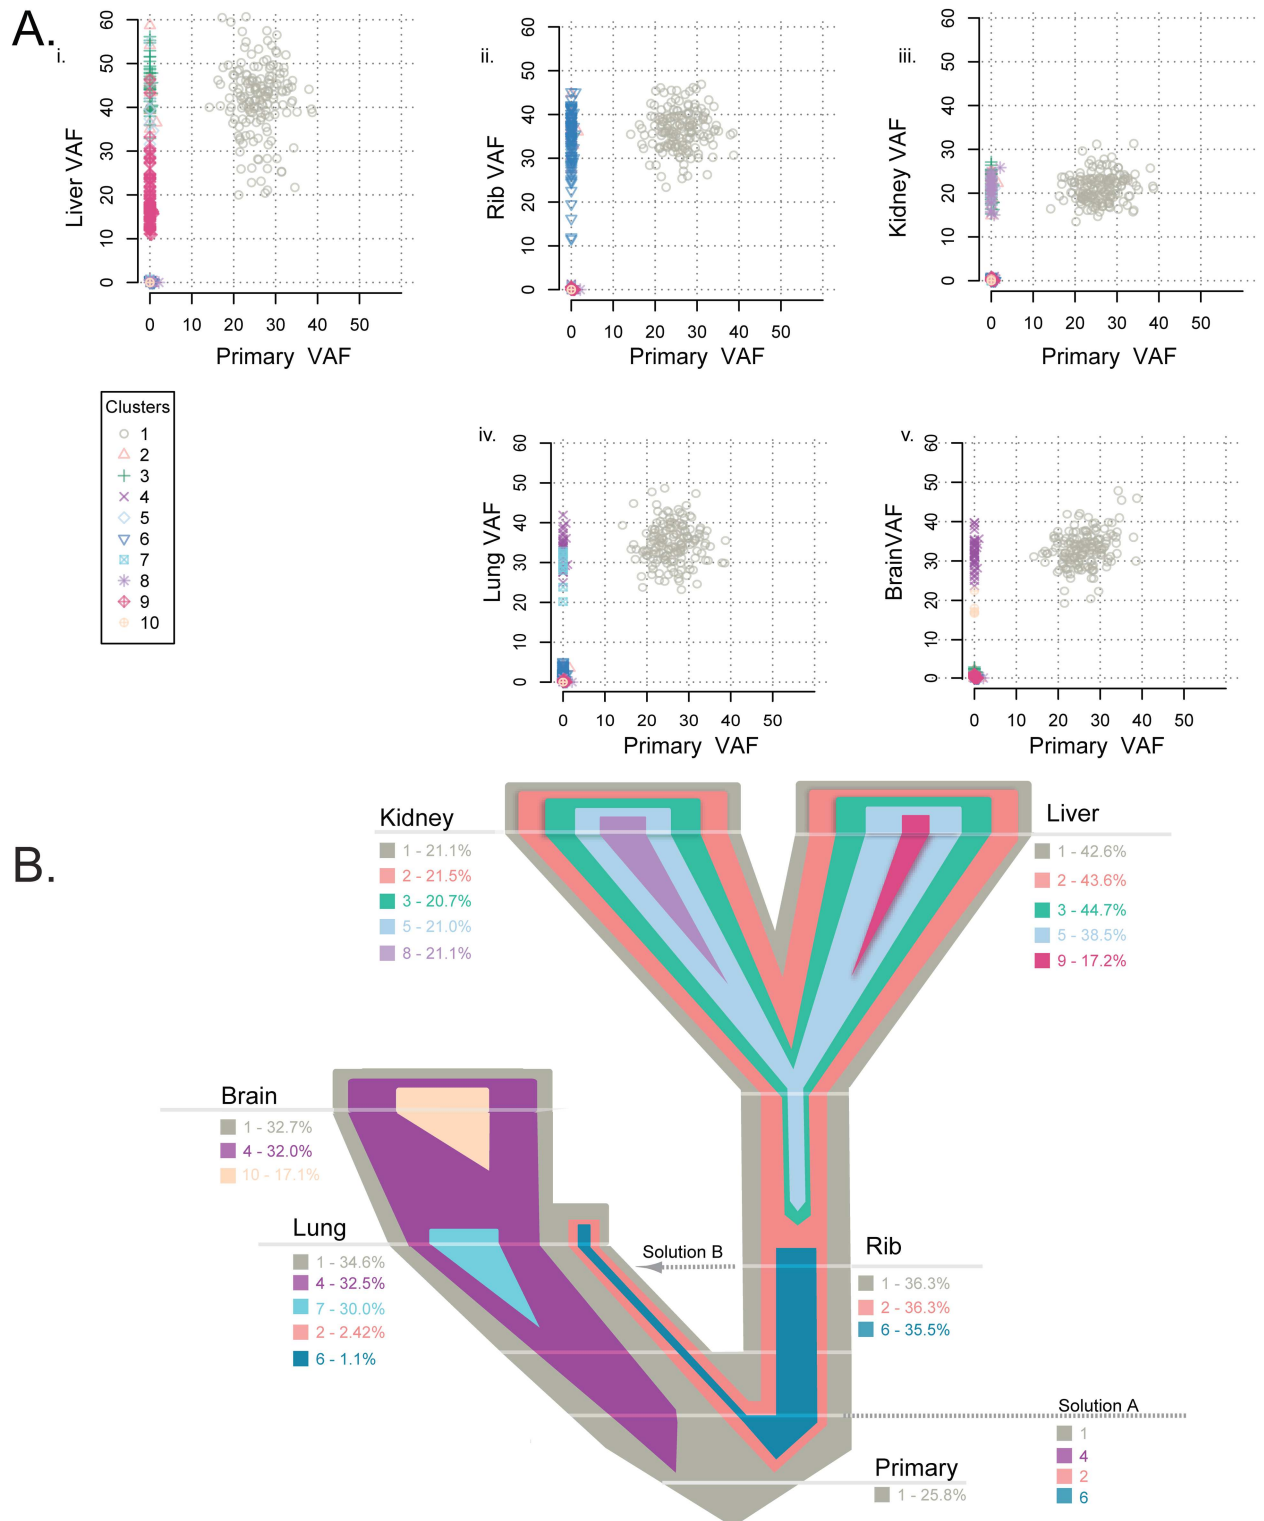 A.
i.
Liver VAF
60
50
40
30
20
10
0
0 10 20 30 40 50
Primary VAF
ii.
Rib VAF
60
50
40
30
20
10
0
0 10 20 30 40 50
Primary VAF
iii.
Kidney VAF
60
50
40
30
20
10
0
0 10 20 30 40 50
Primary VAF
Clusters
1
2
3
4
5
6
7
8
9
10
iv.
Lung VAF
60
50
40
30
20
10
0
0 10 20 30 40 50
Primary VAF
v.
BrainVAF
60
50
40
30
20
10
0
0 10 20 30 40 50
Primary VAF
B.
Kidney
1 - 21.1%
2 - 21.5%
3 - 20.7%
5 - 21.0%
8 - 21.1%
Liver
1 - 42.6%
2 - 43.6%
3 - 44.7%
5 - 38.5%
9 - 17.2%
Brain
1 - 32.7%
4 - 32.0%
10 - 17.1%
Lung
1 - 34.6%
4 - 32.5%
7 - 30.0%
2 - 2.42%
6 - 1.1%
Solution B
Rib
1 - 36.3%
2 - 36.3%
6 - 35.5%
Solution A
1
4
2
6
Primary
1 - 25.8%